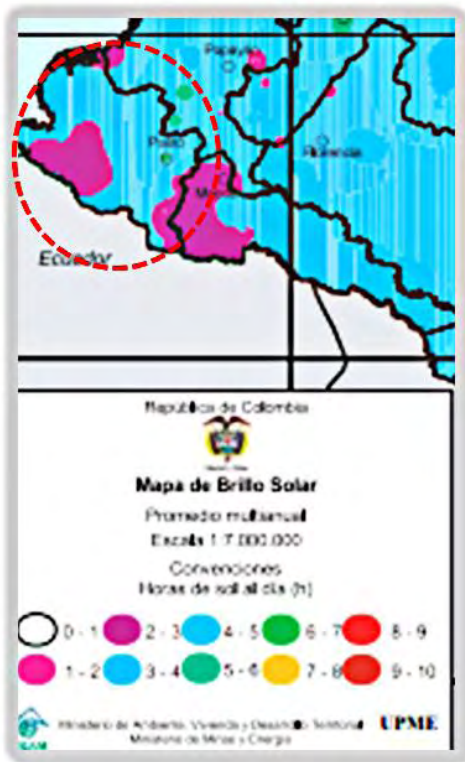 Popayán
Pasto
Florencia
Ecuador
República de Colombia
Mapa de Brillo Solar
Promedio multianual
Escala 1:7.000.000
Convenciones
Horas de sol al día (h)
0 - 1 2 - 3 4 - 5 6 - 7 8 - 9
1 - 2 3 - 4 5 - 6 7 - 8 9 - 10
Ministerio de Ambiente, Vivienda y Desarrollo Territorial UPME
Ministerio de Minas y Energía